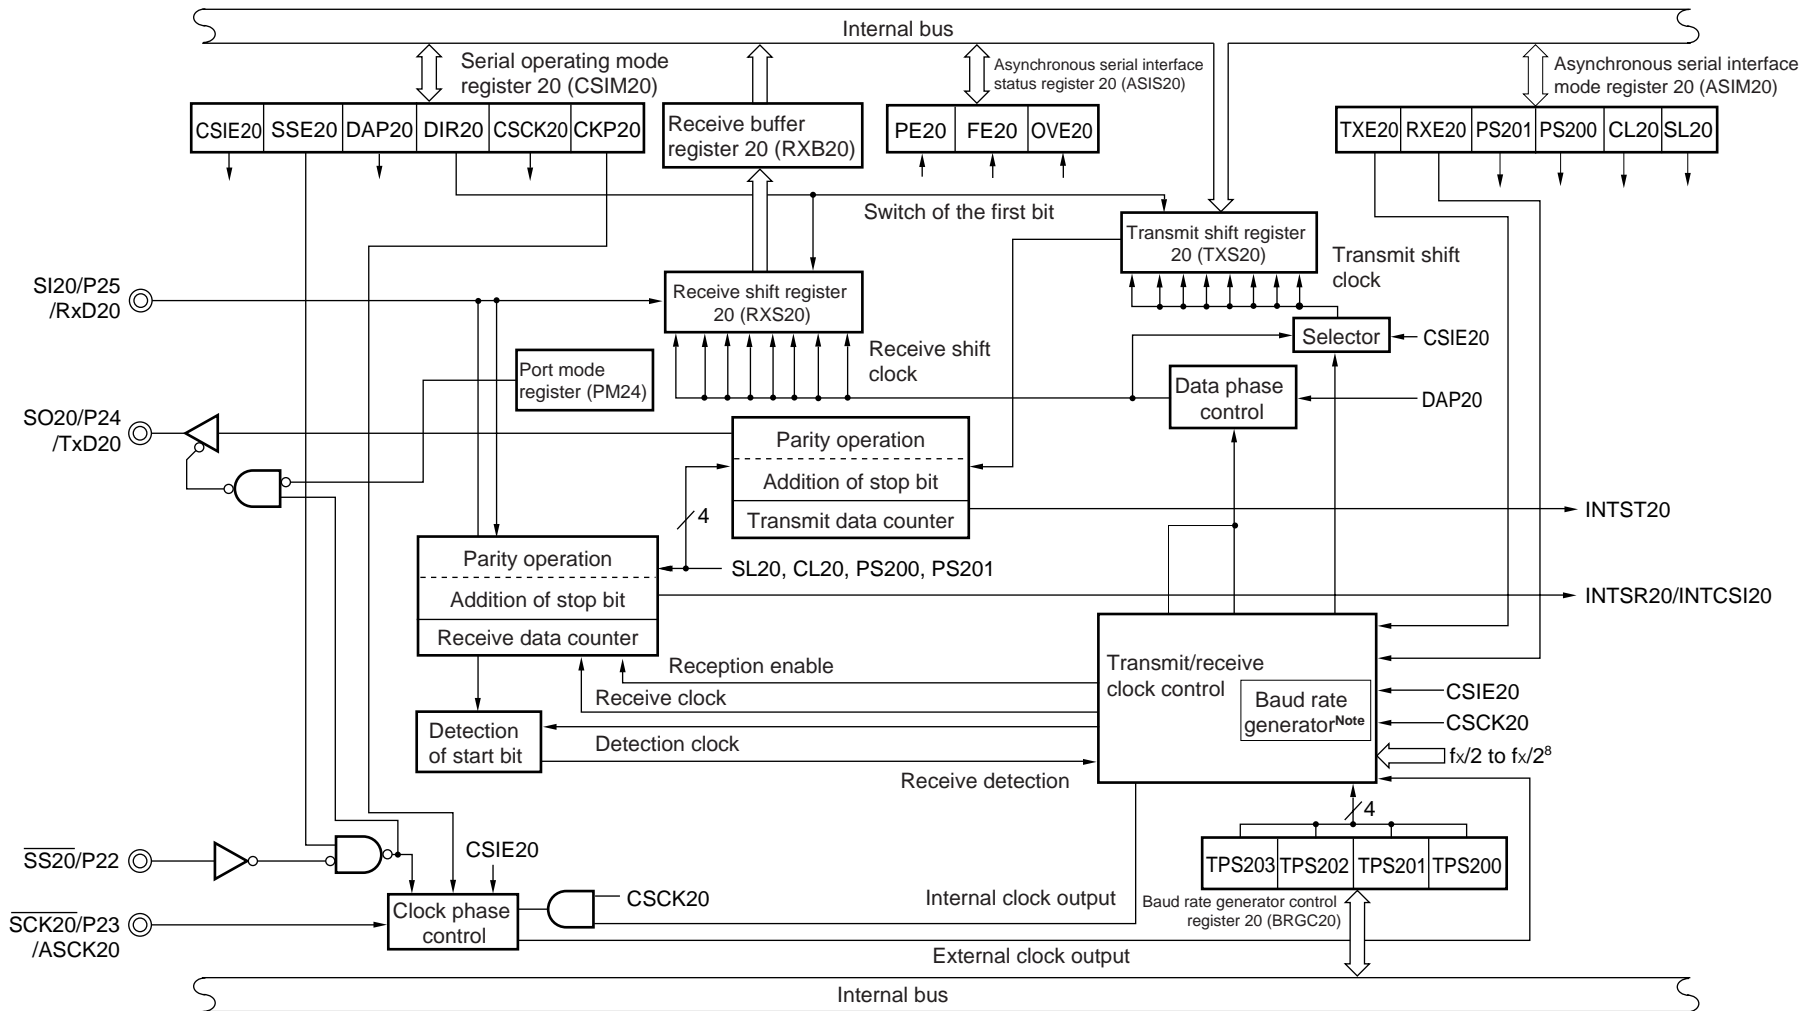 Internal bus
Serial operating mode
register 20 (CSIM20)
Asynchronous serial interface
status register 20 (ASIS20)
Asynchronous serial interface
mode register 20 (ASIM20)
CSIE20 SSE20 DAP20 DIR20 CSCK20 CKP20
Receive buffer
register 20 (RXB20)
PE20 FE20 OVE20
TXE20 RXE20 PS201 PS200 CL20 SL20
Switch of the first bit
Transmit shift register
20 (TXS20)
Transmit shift
clock
SI20/P25
/RxD20
Receive shift register
20 (RXS20)
Selector
CSIE20
Receive shift
clock
Port mode
register (PM24)
Data phase
control
DAP20
SO20/P24
/TxD20
Parity operation
Addition of stop bit
Transmit data counter
4
INTST20
Parity operation
Addition of stop bit
Receive data counter
SL20, CL20, PS200, PS201
INTSR20/INTCSI20
Reception enable
Receive clock
Transmit/receive
clock control
Baud rate
generatorNote
CSIE20
CSCK20
fX/2 to fX/2⁸
Detection
of start bit
Detection clock
Receive detection
4
SS20/P22
CSIE20
TPS203 TPS202 TPS201 TPS200
CSCK20
Internal clock output
Baud rate generator control
register 20 (BRGC20)
SCK20/P23
/ASCK20
Clock phase
control
External clock output
Internal bus